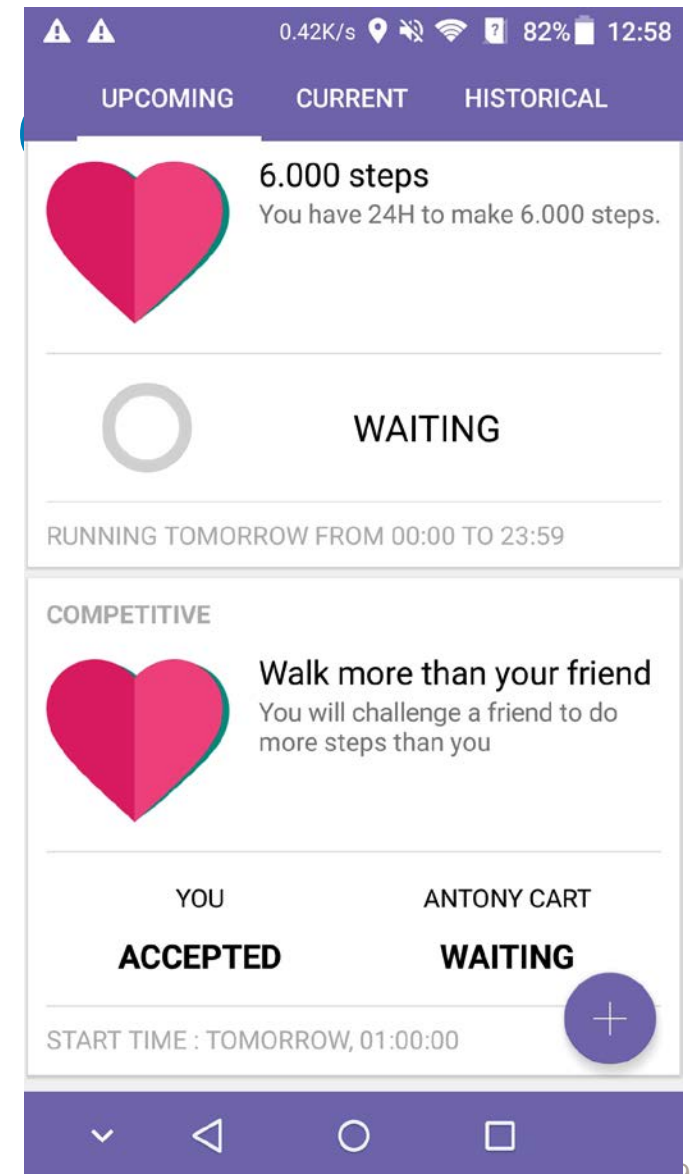 0.42K/s 82% 12:58
UPCOMING CURRENT HISTORICAL
6.000 steps
You have 24H to make 6.000 steps.
WAITING
RUNNING TOMORROW FROM 00:00 TO 23:59
COMPETITIVE
Walk more than your friend
You will challenge a friend to do
more steps than you
YOU ANTONY CART
ACCEPTED WAITING
START TIME : TOMORROW, 01:00:00